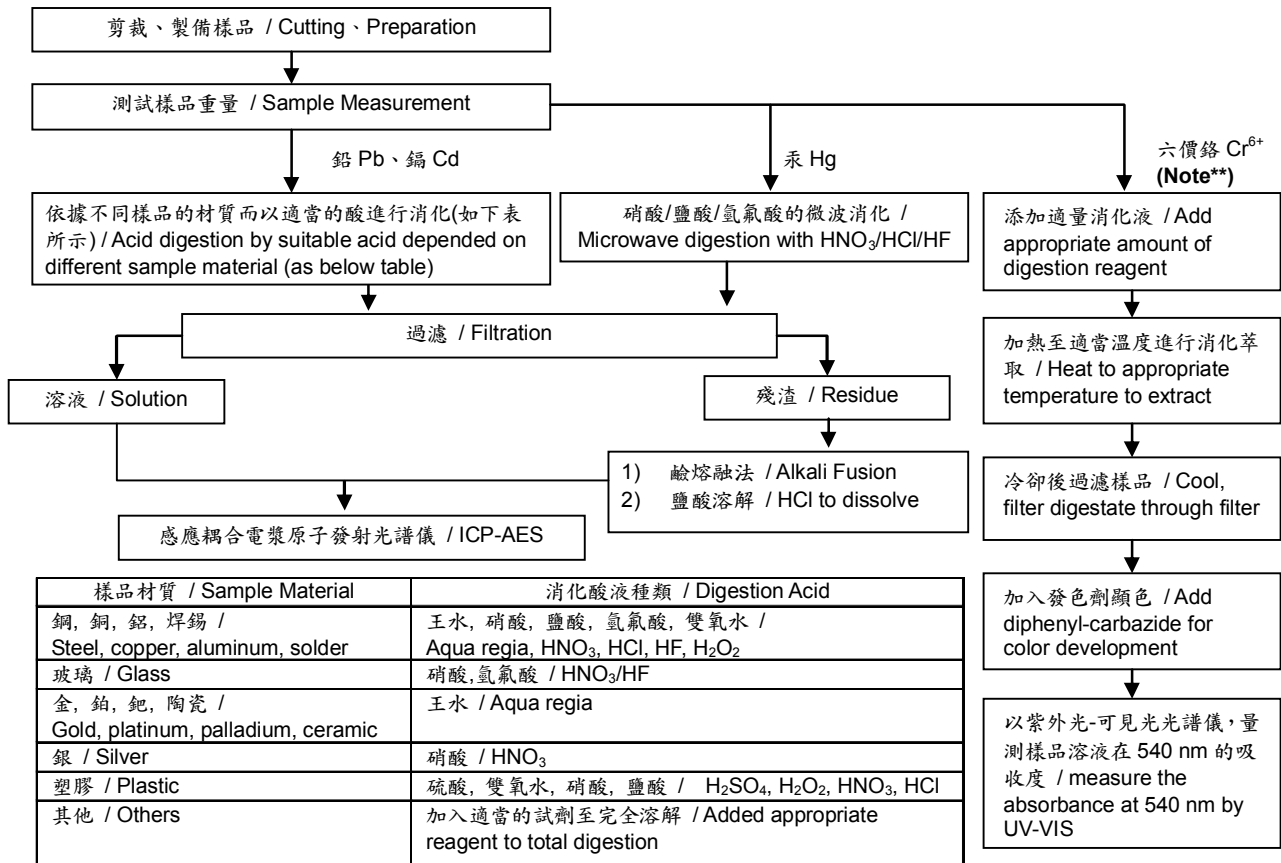 剪裁、製備樣品 / Cutting、Preparation
測試樣品重量 / Sample Measurement
鉛 Pb、鎘 Cd
汞 Hg
六價鉻 Cr⁶⁺
(Note**)
依據不同樣品的材質而以適當的酸進行消化(如下表
所示) / Acid digestion by suitable acid depended on
different sample material (as below table)
硝酸/鹽酸/氫氟酸的微波消化 /
Microwave digestion with HNO₃/HCl/HF
添加適量消化液 / Add
appropriate amount of
digestion reagent
過濾 / Filtration
加熱至適當溫度進行消化萃
取 / Heat to appropriate
temperature to extract
溶液 / Solution
殘渣 / Residue
1) 鹼熔融法 / Alkali Fusion
2) 鹽酸溶解 / HCl to dissolve
冷卻後過濾樣品 / Cool,
filter digestate through filter
感應耦合電漿原子發射光譜儀 / ICP-AES
加入發色劑顯色 / Add
diphenyl-carbazide for
color development
以紫外光-可見光光譜儀，量
測樣品溶液在 540 nm 的吸
收度 / measure the
absorbance at 540 nm by
UV-VIS
樣品材質 / Sample Material
消化酸液種類 / Digestion Acid
鋼, 銅, 鋁, 焊錫 /
Steel, copper, aluminum, solder
王水, 硝酸, 鹽酸, 氫氟酸, 雙氧水 /
Aqua regia, HNO₃, HCl, HF, H₂O₂
玻璃 / Glass
硝酸,氫氟酸 / HNO₃/HF
金, 鉑, 鈀, 陶瓷 /
Gold, platinum, palladium, ceramic
王水 / Aqua regia
銀 / Silver
硝酸 / HNO₃
塑膠 / Plastic
硫酸, 雙氧水, 硝酸, 鹽酸 / H₂SO₄, H₂O₂, HNO₃, HCl
其他 / Others
加入適當的試劑至完全溶解 / Added appropriate
reagent to total digestion